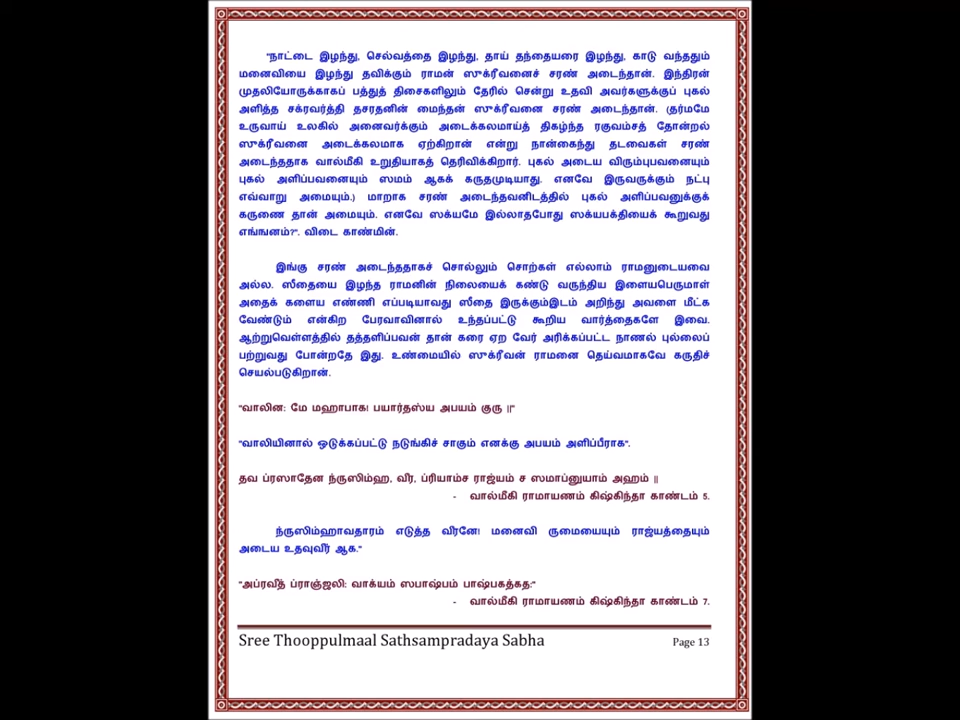 "நாட்டை இழந்து, செல்வத்தை இழந்து, தாய் தந்தையரை இழந்து, காடு வந்ததும்
மனைவியை இழந்து தவிக்கும் ராமன் ஸுக்ரீவனைச் சரண் அடைந்தான். இந்திரன்
முதலியோருக்காகப் பத்துத் திசைகளிலும் தேரில் சென்று உதவி அவர்களுக்குப் புகல்
அளித்த சக்ரவர்த்தி தசரதனின் மைந்தன் ஸுக்ரீவனை சரண் அடைந்தான். (தர்மமே
உருவாய் உலகில் அனைவர்க்கும் அடைக்கலமாய்த் திகழ்ந்த ரகுவம்சத் தோன்றல்
ஸுக்ரீவனை அடைக்கலமாக ஏற்கிறான் என்று நான்கைந்து தடவைகள் சரண்
அடைந்ததாக வால்மீகி உறுதியாகத் தெரிவிக்கிறார். புகல் அடைய விரும்புபவனையும்
புகல் அளிப்பவனையும் ஸமம் ஆகக் கருதமுடியாது. எனவே இருவருக்கும் நட்பு
எவ்வாறு அமையும்.) மாறாக சரண் அடைந்தவனிடத்தில் புகல் அளிப்பவனுக்குக்
கருணை தான் அமையும். எனவே ஸக்யமே இல்லாதபோது ஸக்யபக்தியைக் கூறுவது
எங்ஙனம்?". விடை காண்மின்.
இங்கு சரண் அடைந்ததாகச் சொல்லும் சொற்கள் எல்லாம் ராமனுடையவை
அல்ல. ஸீதையை இழந்த ராமனின் நிலையைக் கண்டு வருந்திய இளையபெருமாள்
அதைக் களைய எண்ணி எப்படியாவது ஸீதை இருக்கும்இடம் அறிந்து அவளை மீட்க
வேண்டும் என்கிற பேரவாவினால் உந்தப்பட்டு கூறிய வார்த்தைகளே இவை.
ஆற்றுவெள்ளத்தில் தத்தளிப்பவன் தான் கரை ஏற வேர் அரிக்கப்பட்ட நாணல் புல்லைப்
பற்றுவது போன்றதே இது. உண்மையில் ஸுக்ரீவன் ராமனை தெய்வமாகவே கருதிச்
செயல்படுகிறான்.
"வாலின: மே மஹாபாக! பயார்தஸ்ய அபயம் குரு ||"
"வாலியினால் ஒடுக்கப்பட்டு நடுங்கிச் சாகும் எனக்கு அபயம் அளிப்பீராக".
தவ ப்ரஸாதேன ந்ருஸிம்ஹ, வீர, ப்ரியாம்ச ராஜ்யம் ச ஸமாப்னுயாம் அஹம் ||
- வால்மீகி ராமாயணம் கிஷ்கிந்தா காண்டம் 5.
ந்ருஸிம்ஹாவதாரம் எடுத்த வீரனே! மனைவி ருமையையும் ராஜ்யத்தையும்
அடைய உதவுவீர் ஆக."
"அப்ரவீத் ப்ராஞ்ஜலி: வாக்யம் ஸபாஷ்பம் பாஷ்பகத்கத:"
- வால்மீகி ராமாயணம் கிஷ்கிந்தா காண்டம் 7.
Sree Thooppulmaal Sathsampradaya Sabha Page 13